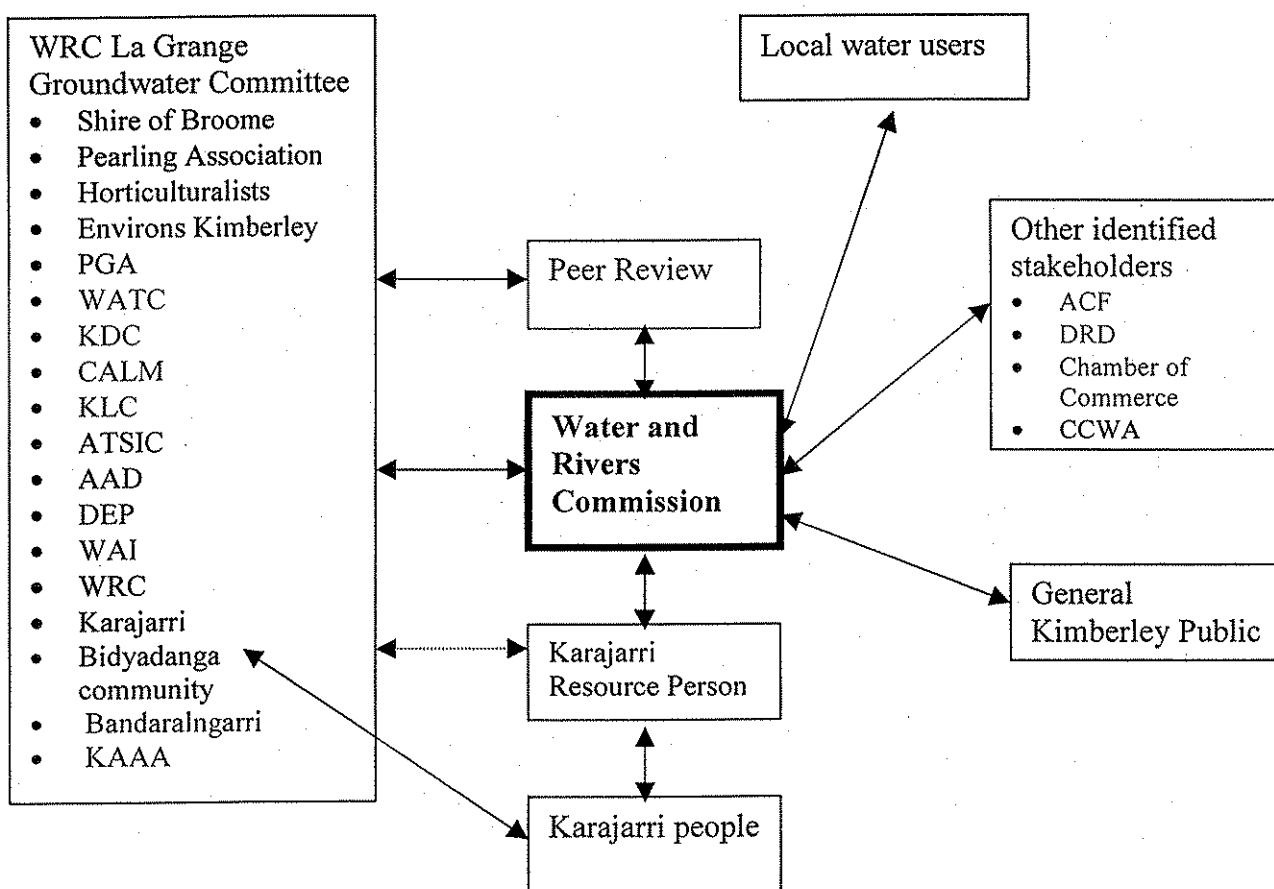 WRC La Grange
Groundwater Committee
• Shire of Broome
• Pearling Association
• Horticulturalists
• Environs Kimberley
• PGA
• WATC
• KDC
• CALM
• KLC
• ATSIC
• AAD
• DEP
• WAI
• WRC
• Karajarri
• Bidyadanga
community
• Bandaralngarri
• KAAA
Peer Review
Water and
Rivers
Commission
Karajarri
Resource Person
Karajarri people
Local water users
Other identified
stakeholders
• ACF
• DRD
• Chamber of
Commerce
• CCWA
General
Kimberley Public